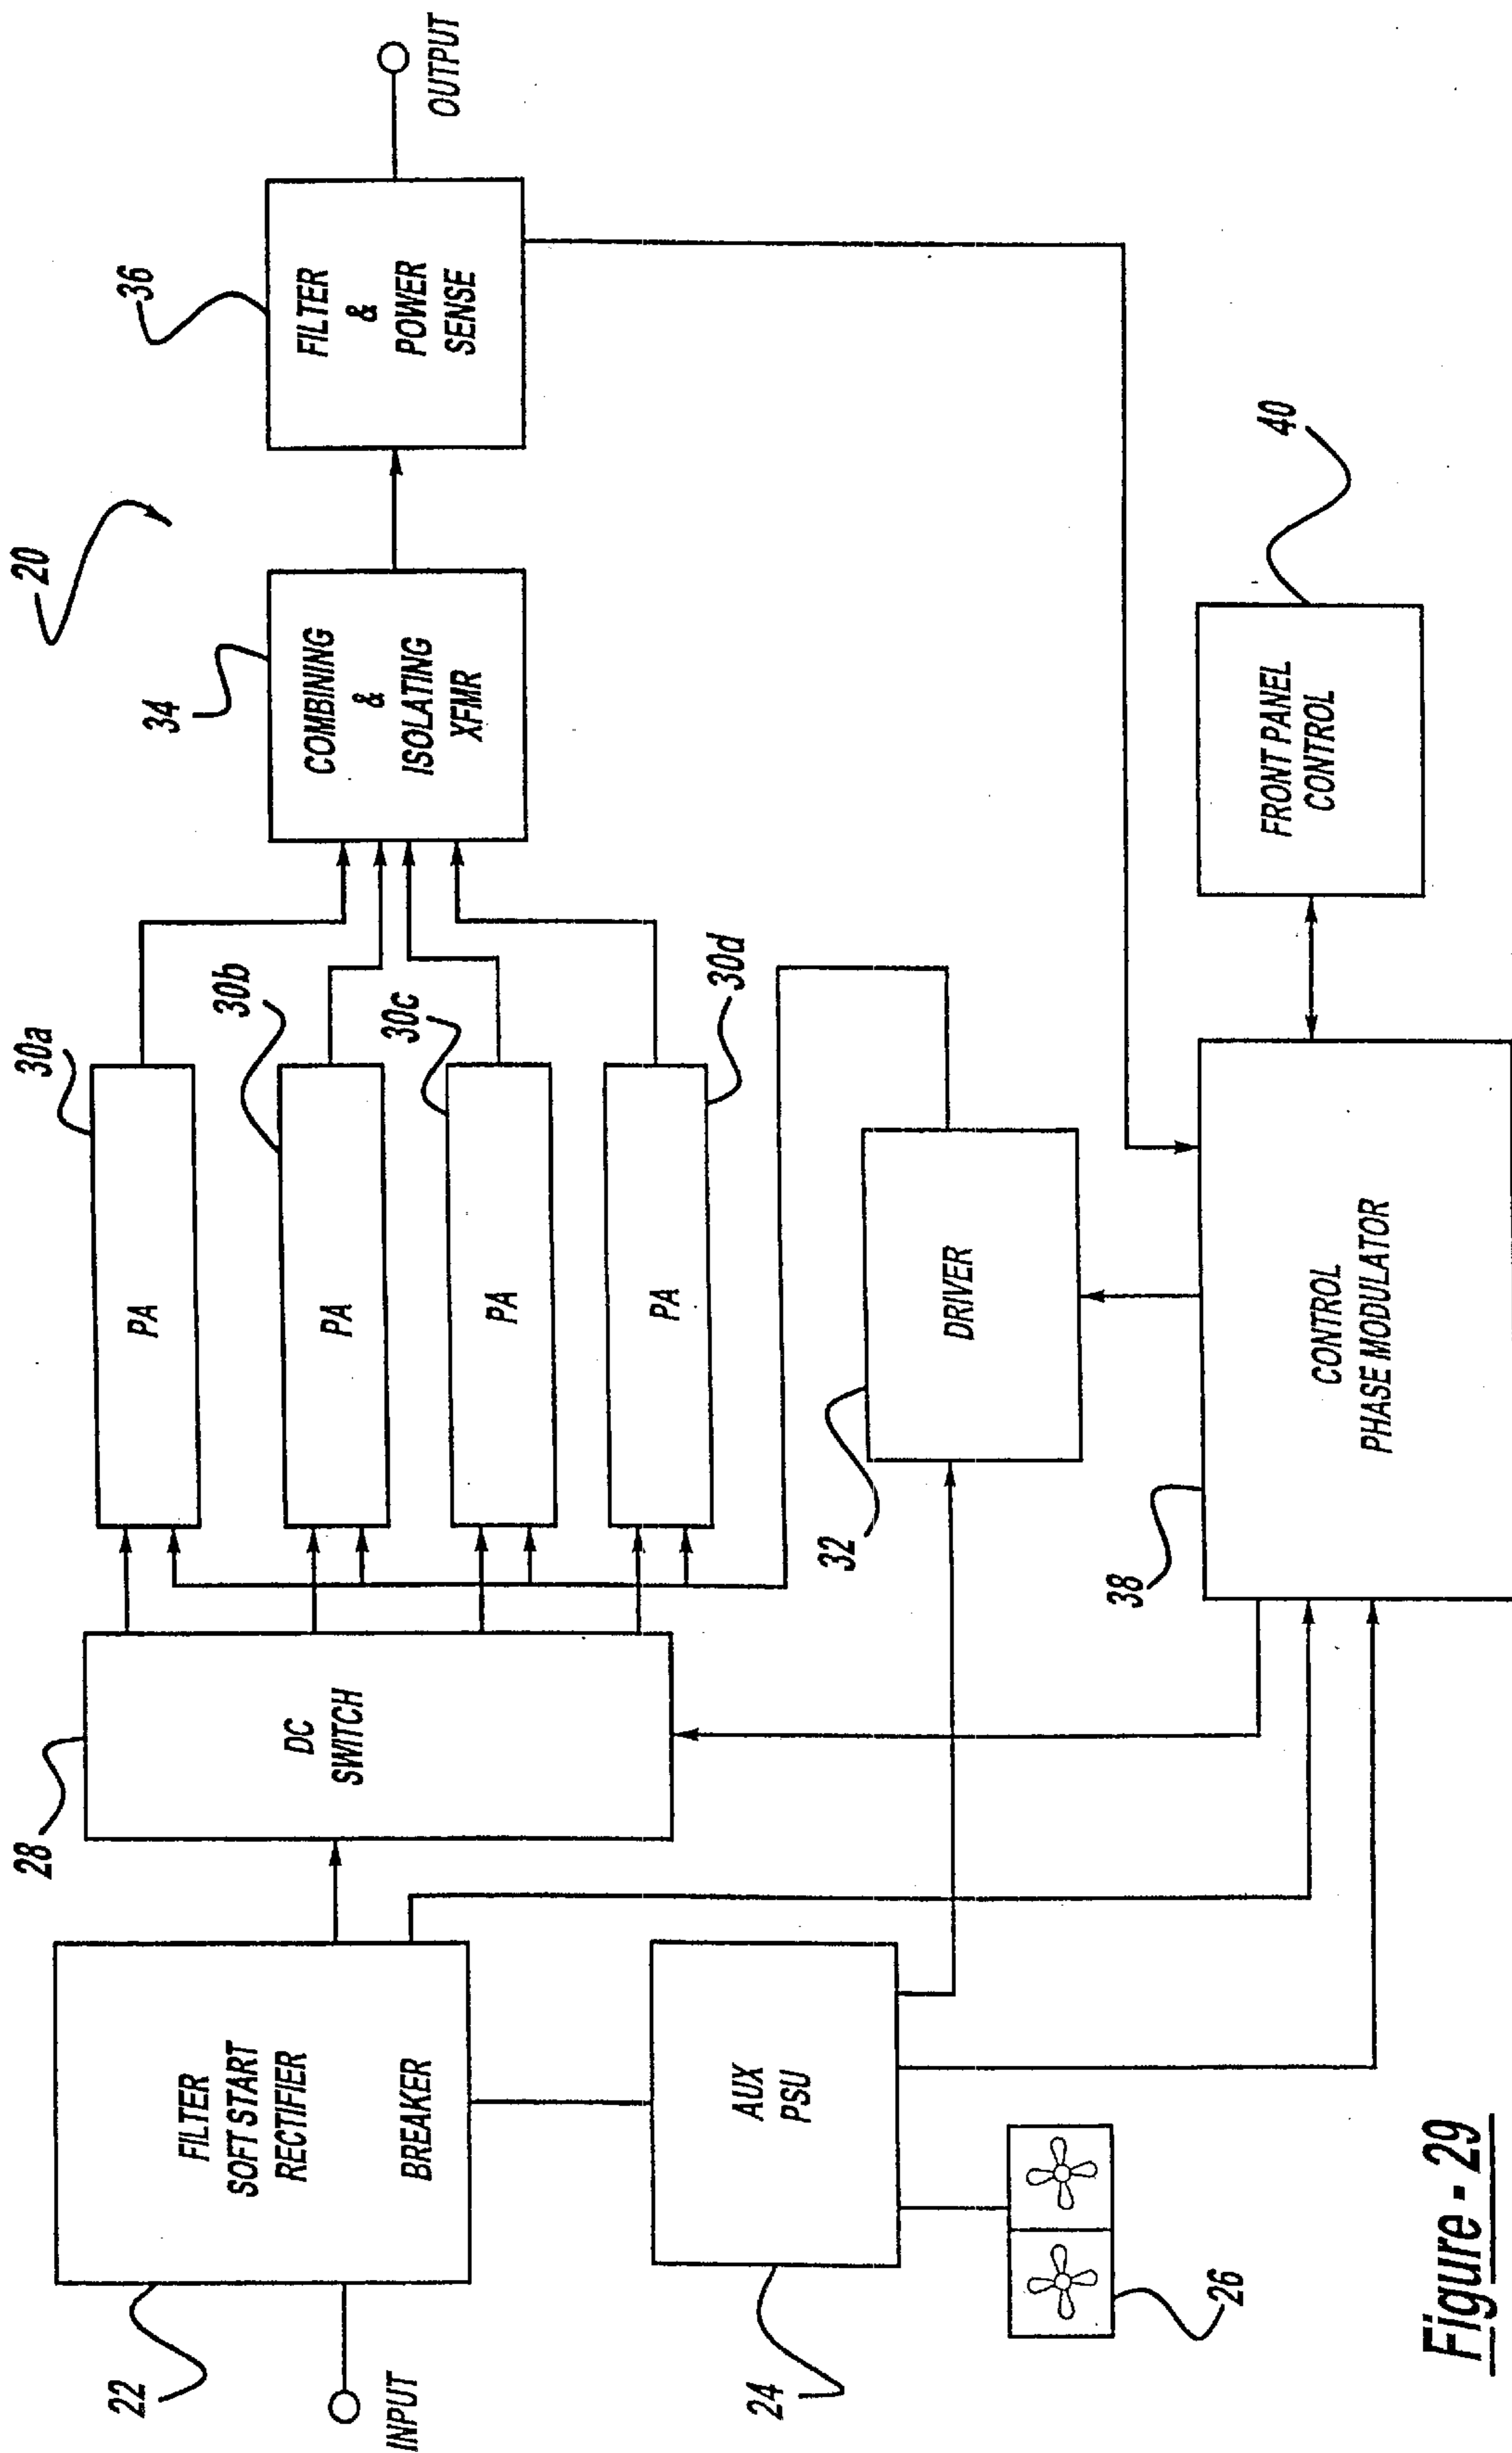 20
22
FILTER
SOFT START
RECTIFIER
BREAKER
INPUT
28
DC
SWITCH
30a
PA
30b
PA
30c
PA
30d
PA
34
COMBINING
&
ISOLATING
XFMR
36
FILTER
&
POWER
SENSE
OUTPUT
24
AUX
PSU
26
32
DRIVER
38
CONTROL
PHASE MODULATOR
40
FRONT PANEL
CONTROL
Figure - 29